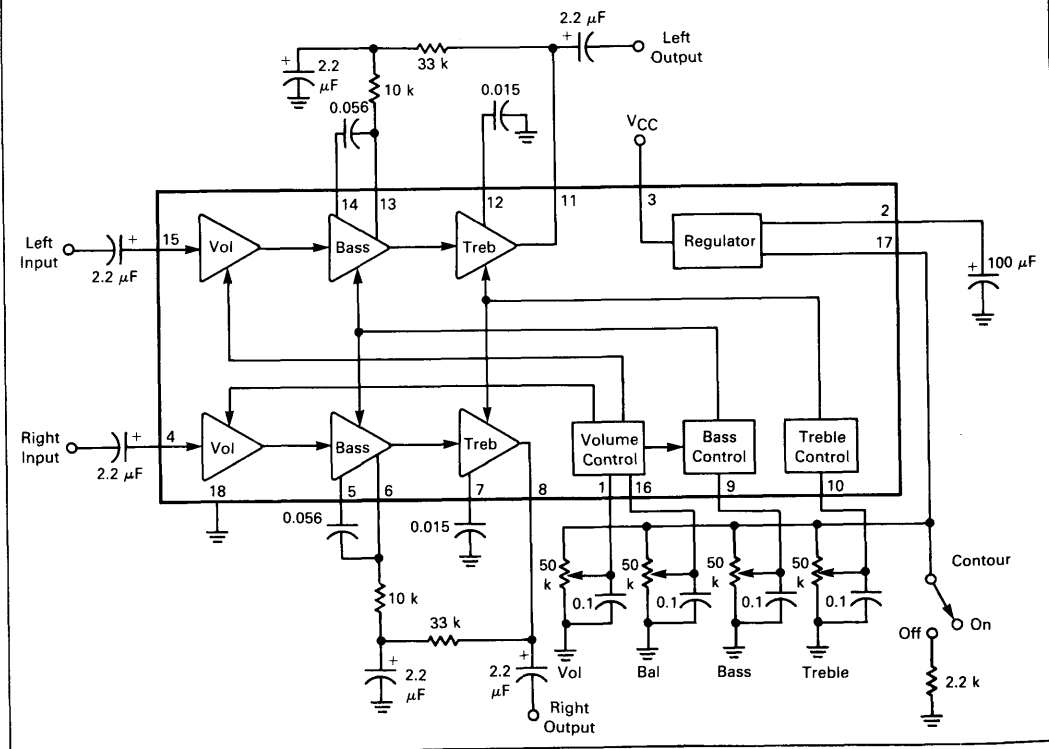 2.2 μF
+
Left
Output
+
2.2
μF
33 k
10 k
0.056
0.015
VCC
14
13
12
11
3
2
Left
Input
+
2.2 μF
15
Vol
Bass
Treb
Regulator
17
+
100 μF
Right
Input
+
2.2 μF
4
Vol
Bass
Treb
Volume
Control
Bass
Control
Treble
Control
18
5
6
7
8
1
16
9
10
0.056
0.015
50
k
0.1
50
k
0.1
50
k
0.1
50
k
0.1
Contour
On
Off
10 k
33 k
+
2.2
μF
2.2
μF
+
Vol
Bal
Bass
Treble
2.2 k
Right
Output